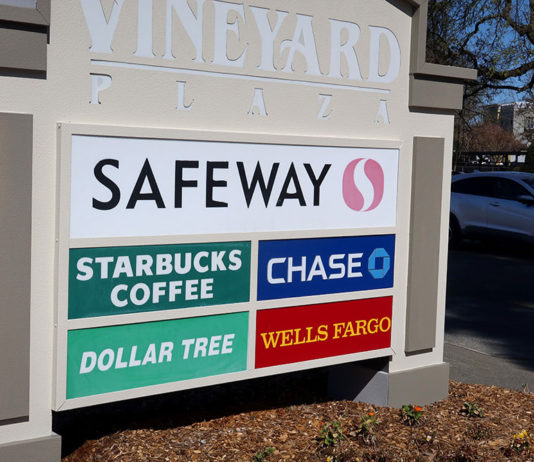 VINEYARD
PLAZA
SAFEWAY
STARBUCKS
COFFEE
CHASE
DOLLAR TREE
WELLS FARGO